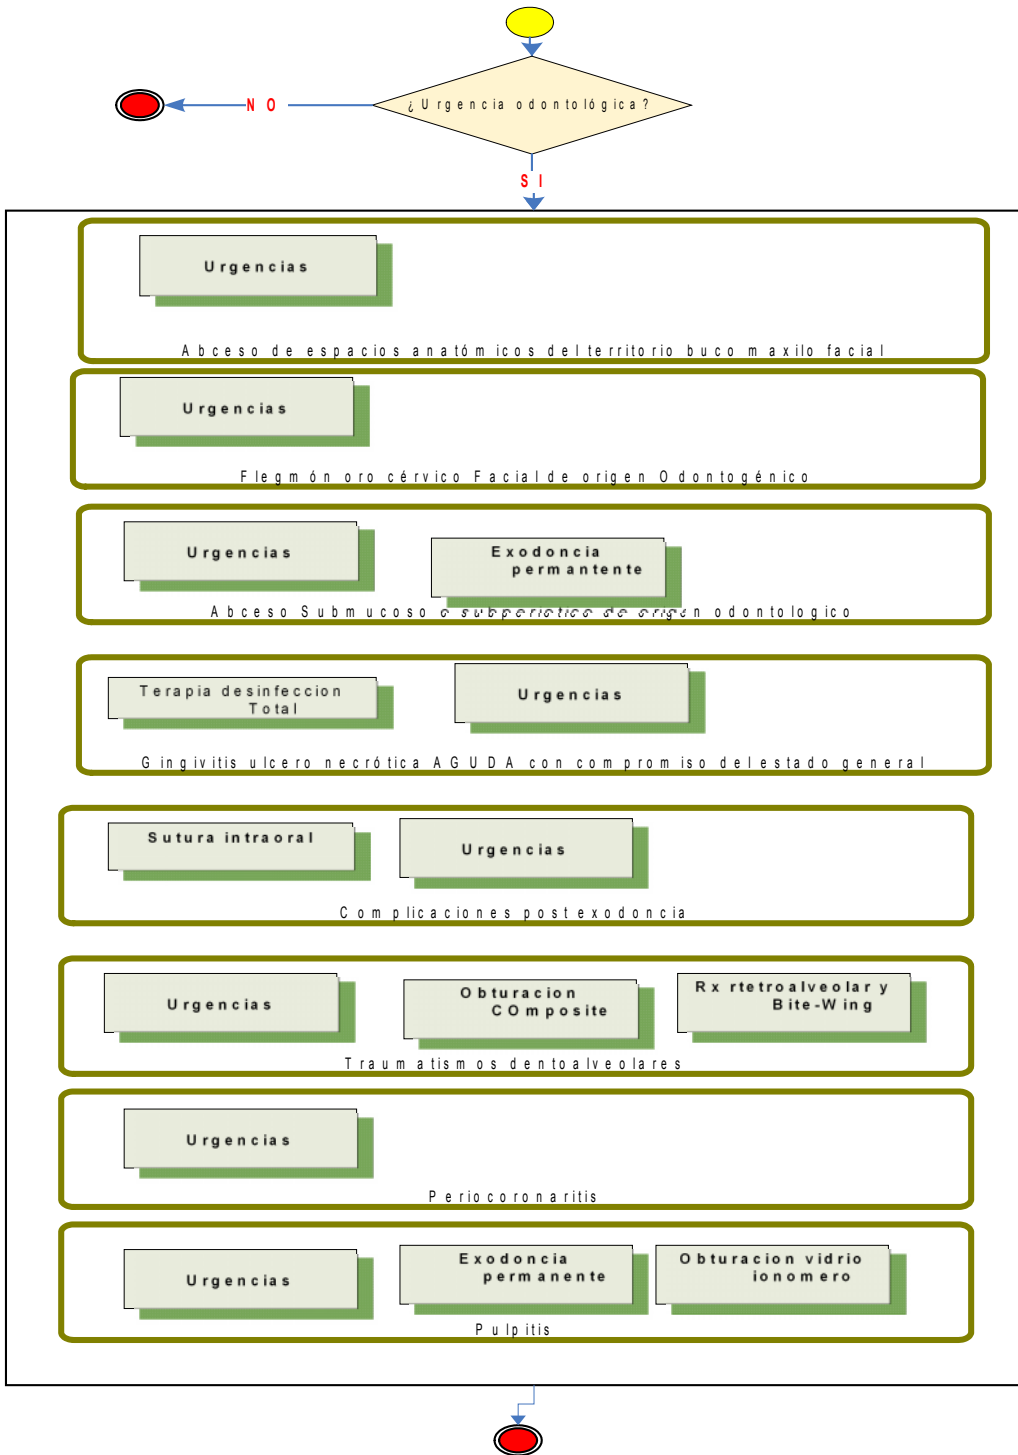 ¿Urgencia odontológica?
NO
SI
Urgencias
Abceso de espacios anatómicos del territorio buco maxilo facial
Urgencias
Flegmón oro cérvico Facial de origen Odontogénico
Urgencias
Exodoncia
permantente
Abceso Submucoso o subperiotico de origen odontologico
Terapia desinfeccion
Total
Urgencias
Gingivitis ulcero necrótica AGUDA con compromiso del estado general
Sutura intraoral
Urgencias
Complicaciones post exodoncia
Urgencias
Obturacion
COmposite
Rx rtetroalveolar y
Bite-Wing
Traumatismos dentoalveolares
Urgencias
Periocoronaritis
Urgencias
Exodoncia
permanente
Obturacion vidrio
ionomero
Pulpitis